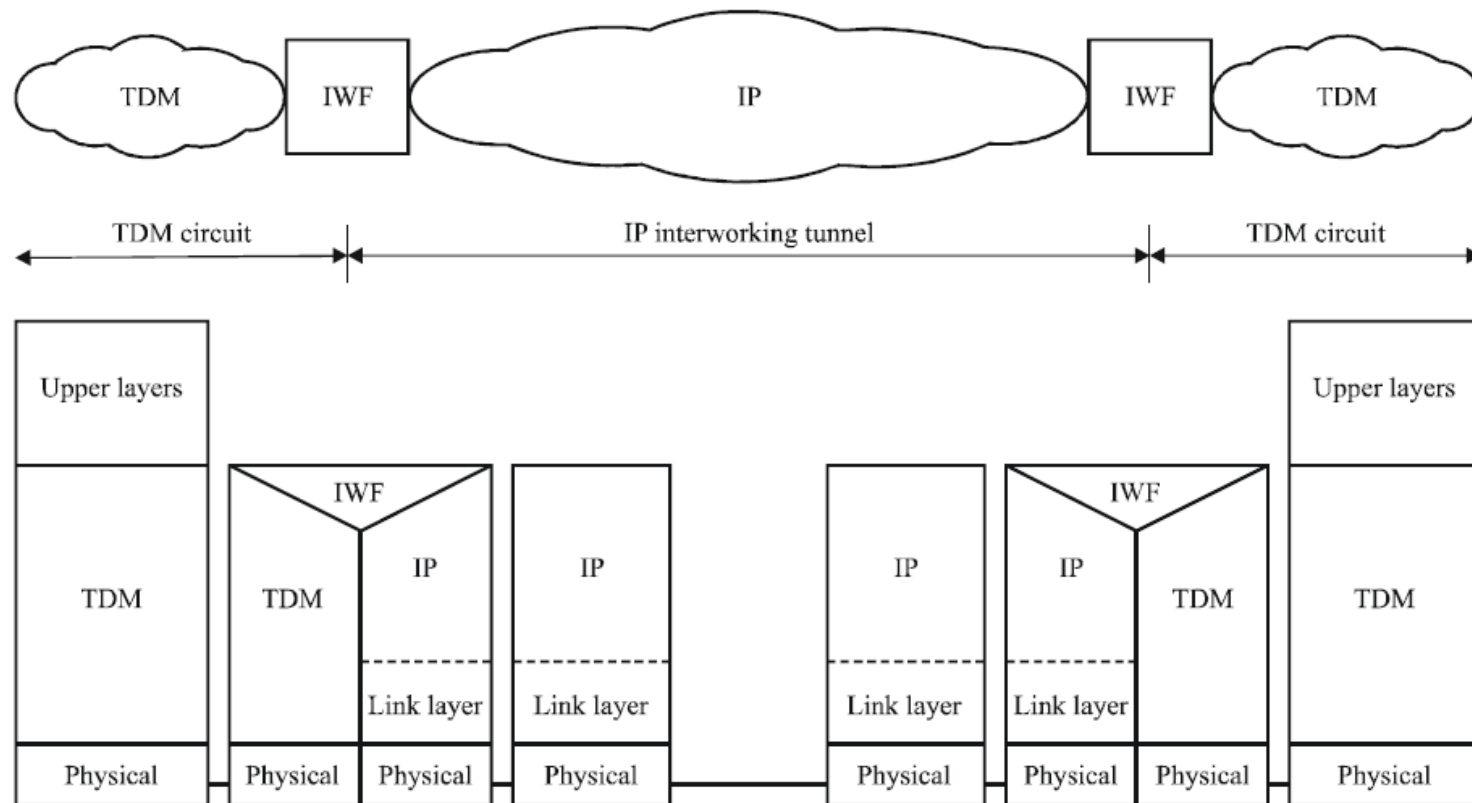 TDM IWF IP IWF TDM
TDM circuit IP interworking tunnel TDM circuit
Upper layers Upper layers
IWF IWF
IP IP IP IP
TDM TDM TDM TDM
Link layer Link layer Link layer Link layer
Physical Physical Physical Physical Physical Physical Physical Physical